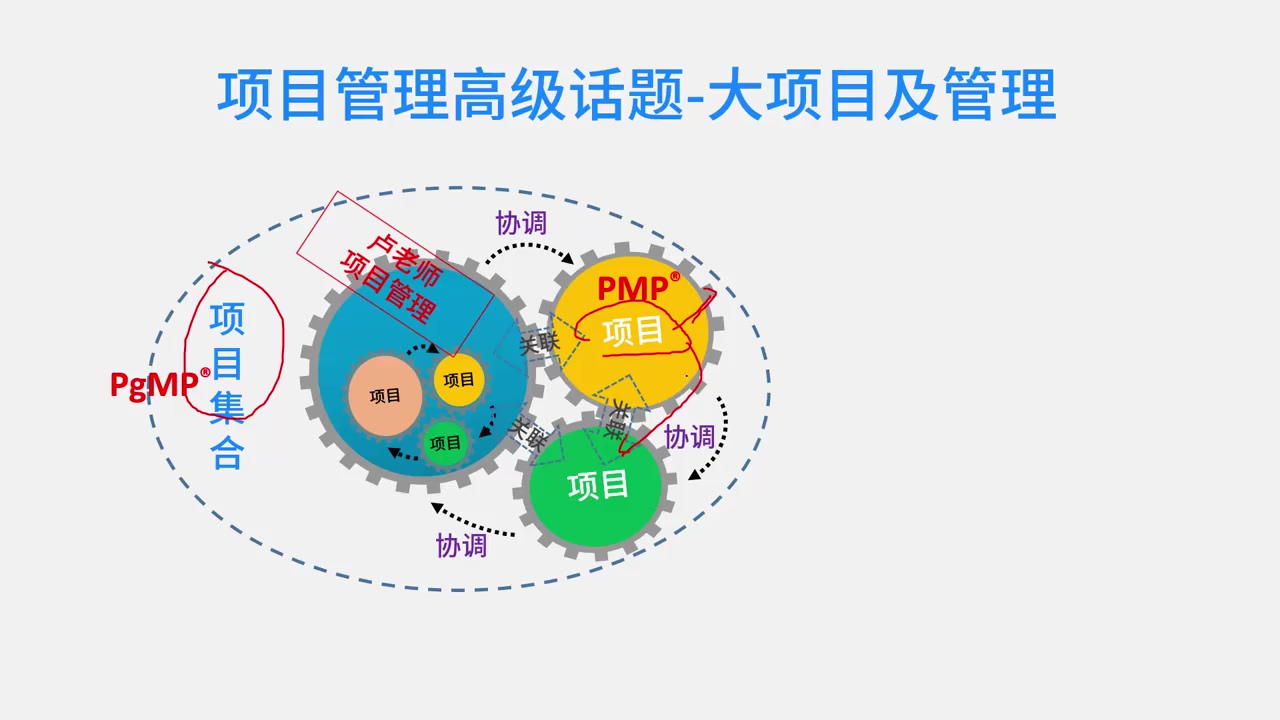 项目管理高级话题-大项目及管理
协调
卢老师
项目管理
PMP®
项目
关联
项
目
集
合
PgMP®
项目
项目
项目
关联
关联
协调
项目
协调